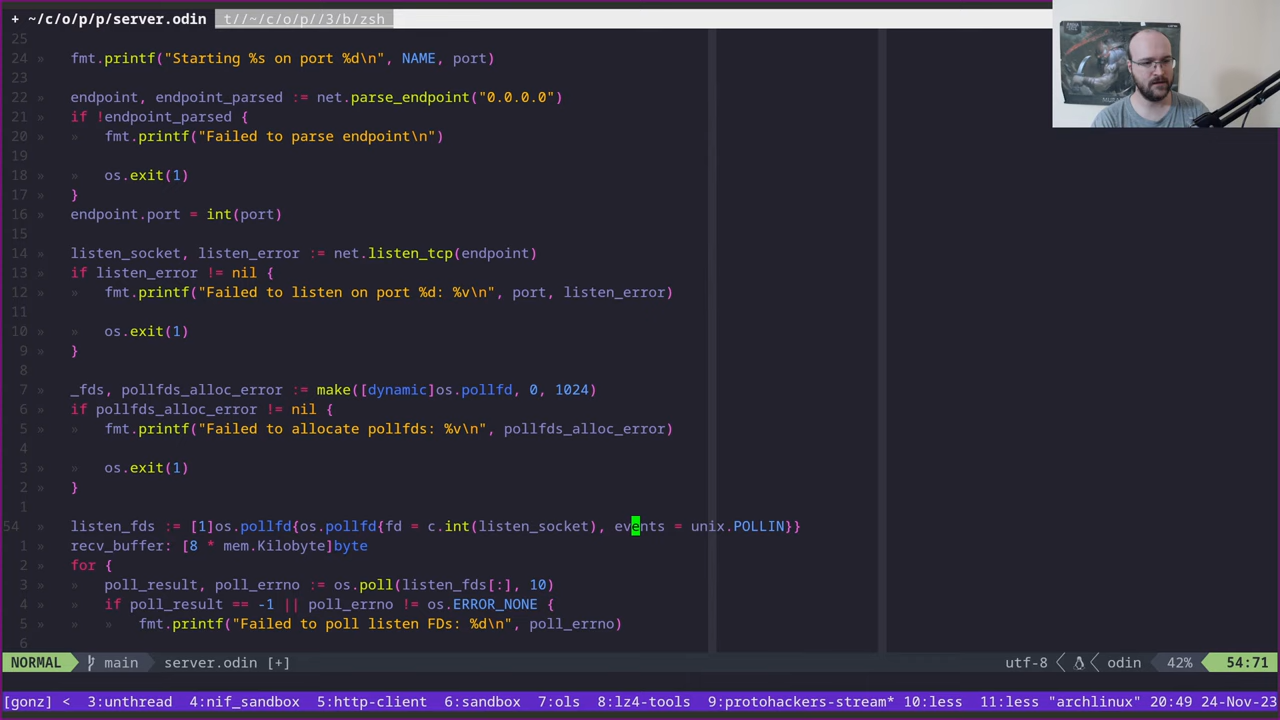 + ~/c/o/p/p/server.odin  t//~/c/o/p//3/b/zsh
25 »
24 » fmt.printf("Starting %s on port %d\n", NAME, port)
23
22 » endpoint, endpoint_parsed := net.parse_endpoint("0.0.0.0")
21 » if !endpoint_parsed {
20 » » fmt.printf("Failed to parse endpoint\n")
19
18 » » os.exit(1)
17 » }
16 » endpoint.port = int(port)
15
14 » listen_socket, listen_error := net.listen_tcp(endpoint)
13 » if listen_error != nil {
12 » » fmt.printf("Failed to listen on port %d: %v\n", port, listen_error)
11
10 » » os.exit(1)
9 » }
8
7 » _fds, pollfds_alloc_error := make([dynamic]os.pollfd, 0, 1024)
6 » if pollfds_alloc_error != nil {
5 » » fmt.printf("Failed to allocate pollfds: %v\n", pollfds_alloc_error)
4
3 » » os.exit(1)
2 » }
1
54 » listen_fds := [1]os.pollfd{os.pollfd{fd = c.int(listen_socket), events = unix.POLLIN}}
1 » recv_buffer: [8 * mem.Kilobyte]byte
2 » for {
3 » » poll_result, poll_errno := os.poll(listen_fds[:], 10)
4 » » if poll_result == -1 || poll_errno != os.ERROR_NONE {
5 » » » fmt.printf("Failed to poll listen FDs: %d\n", poll_errno)
6
NORMAL main server.odin [+] utf-8 < < odin 42% 54:71
[gonz] < 3:unthread 4:nif_sandbox 5:http-client 6:sandbox 7:ols 8:lz4-tools 9:protohackers-stream* 10:less 11:less "archlinux" 20:49 24-Nov-23